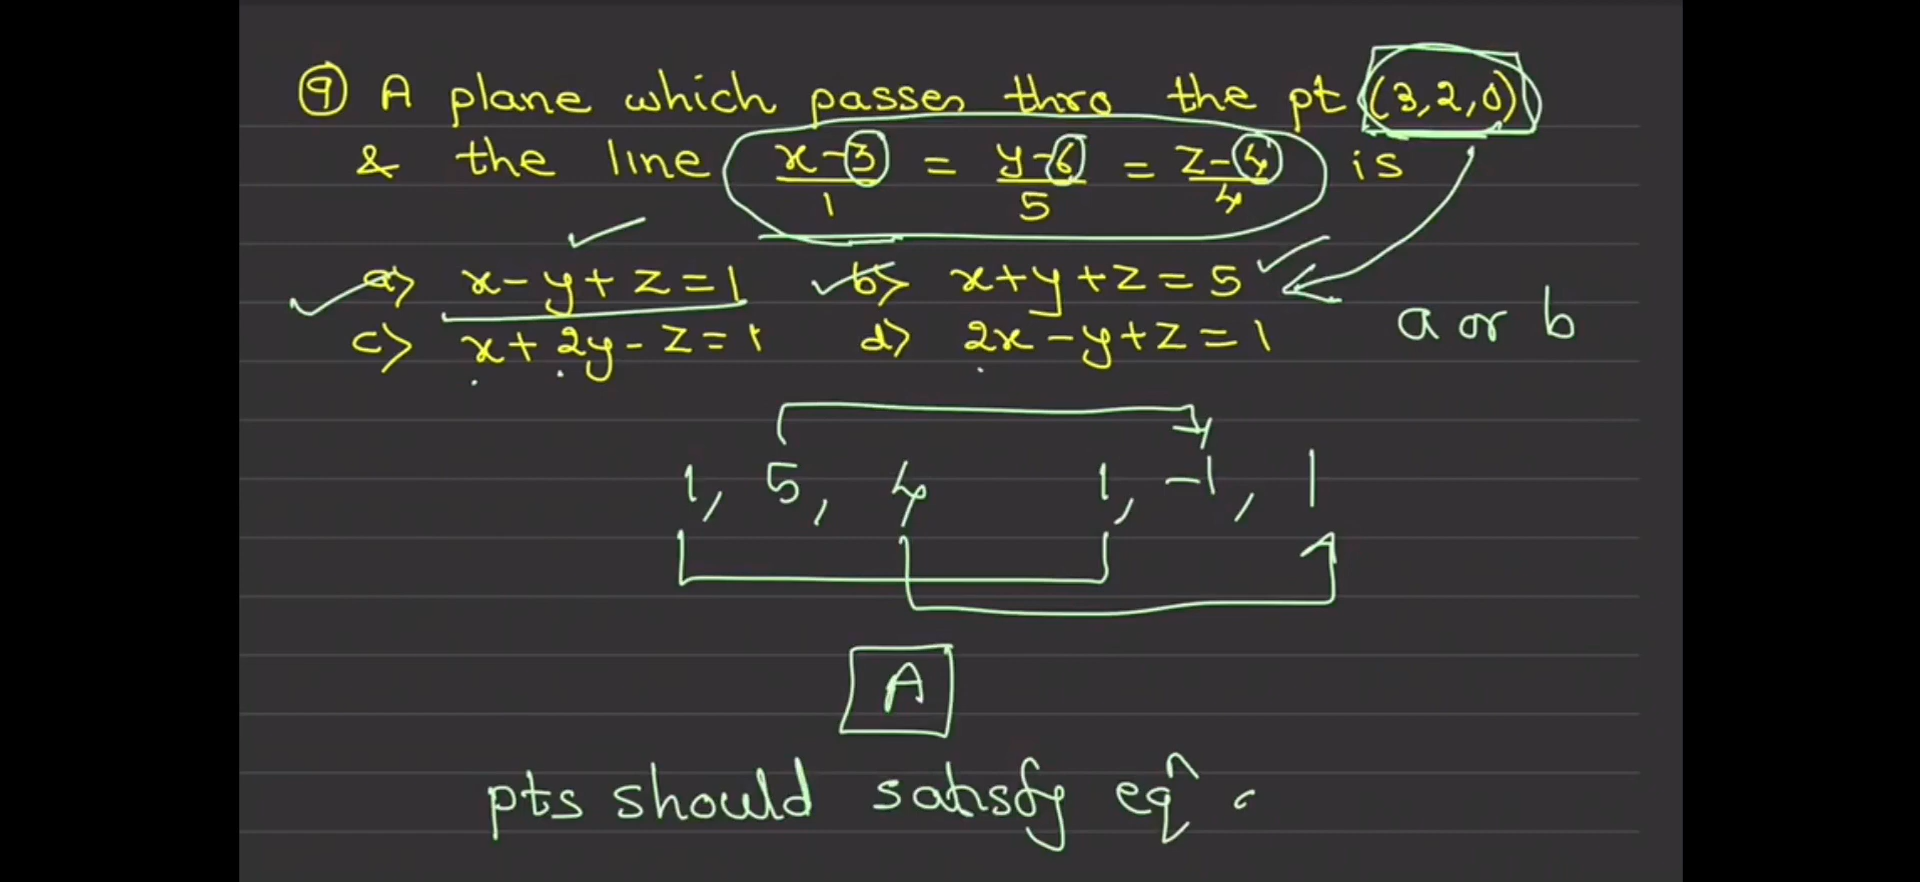 9 A plane which passes thro the pt (3,2,0)
& the line x-3/1 = y-6/5 = z-4/4 is
a> x-y+z=1 b> x+y+z=5
a or b
c> x+2y-z=1 d> 2x-y+z=1
1, 5, 4 1, -1, 1
A
pts should satisfy eqn